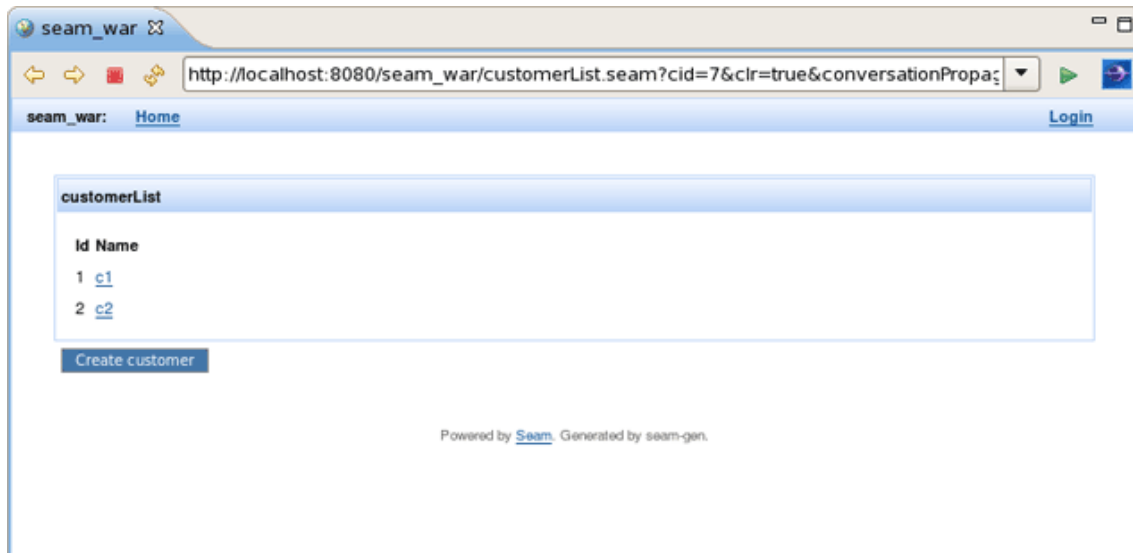 seam_war
http://localhost:8080/seam_war/customerList.seam?cid=7&clr=true&conversationPropag
seam_war: Home Login
customerList
Id Name
1 c1
2 c2
Create customer
Powered by Seam. Generated by seam-gen.